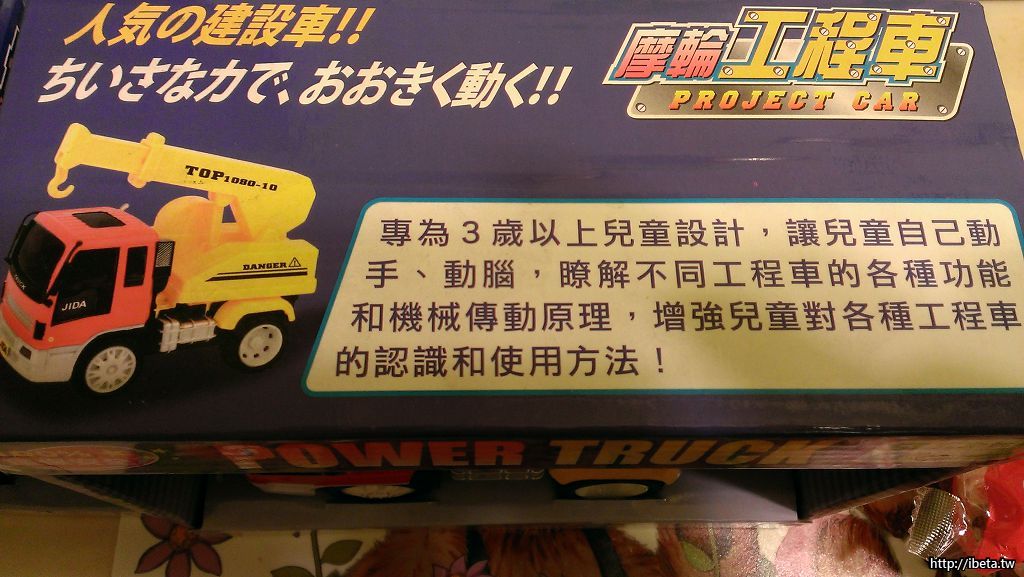 人気の建設車!!
ちいさな力で、おおきく動く!!
摩輪工程車
PROJECT CAR
TOP1080-10
DANGER
JIDA
專為3歲以上兒童設計，讓兒童自己動
手、動腦，瞭解不同工程車的各種功能
和機械傳動原理，增強兒童對各種工程車
的認識和使用方法！
POWER TRUCK
http://ibeta.tw